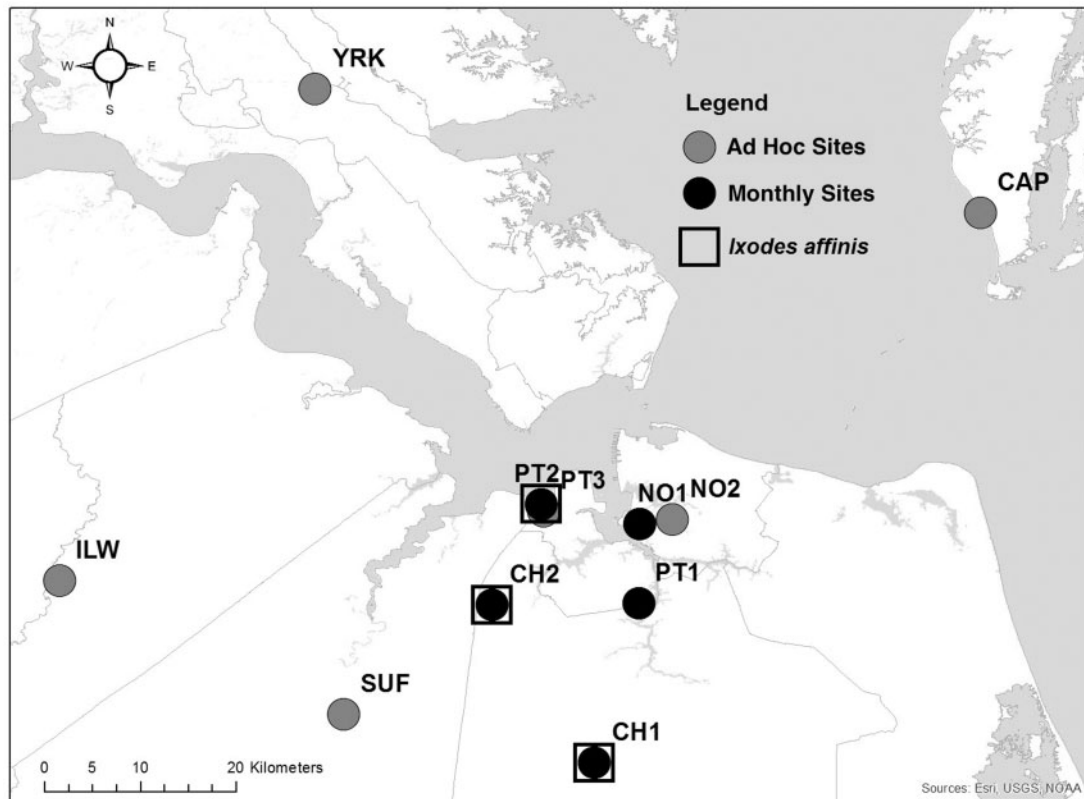 N
W E
S
YRK
Legend
Ad Hoc Sites
Monthly Sites
Ixodes affinis
CAP
PT2 PT3
NO1 NO2
ILW
CH2
PT1
SUF
CH1
0 5 10 20 Kilometers
Sources: Esri, USGS, NOAA